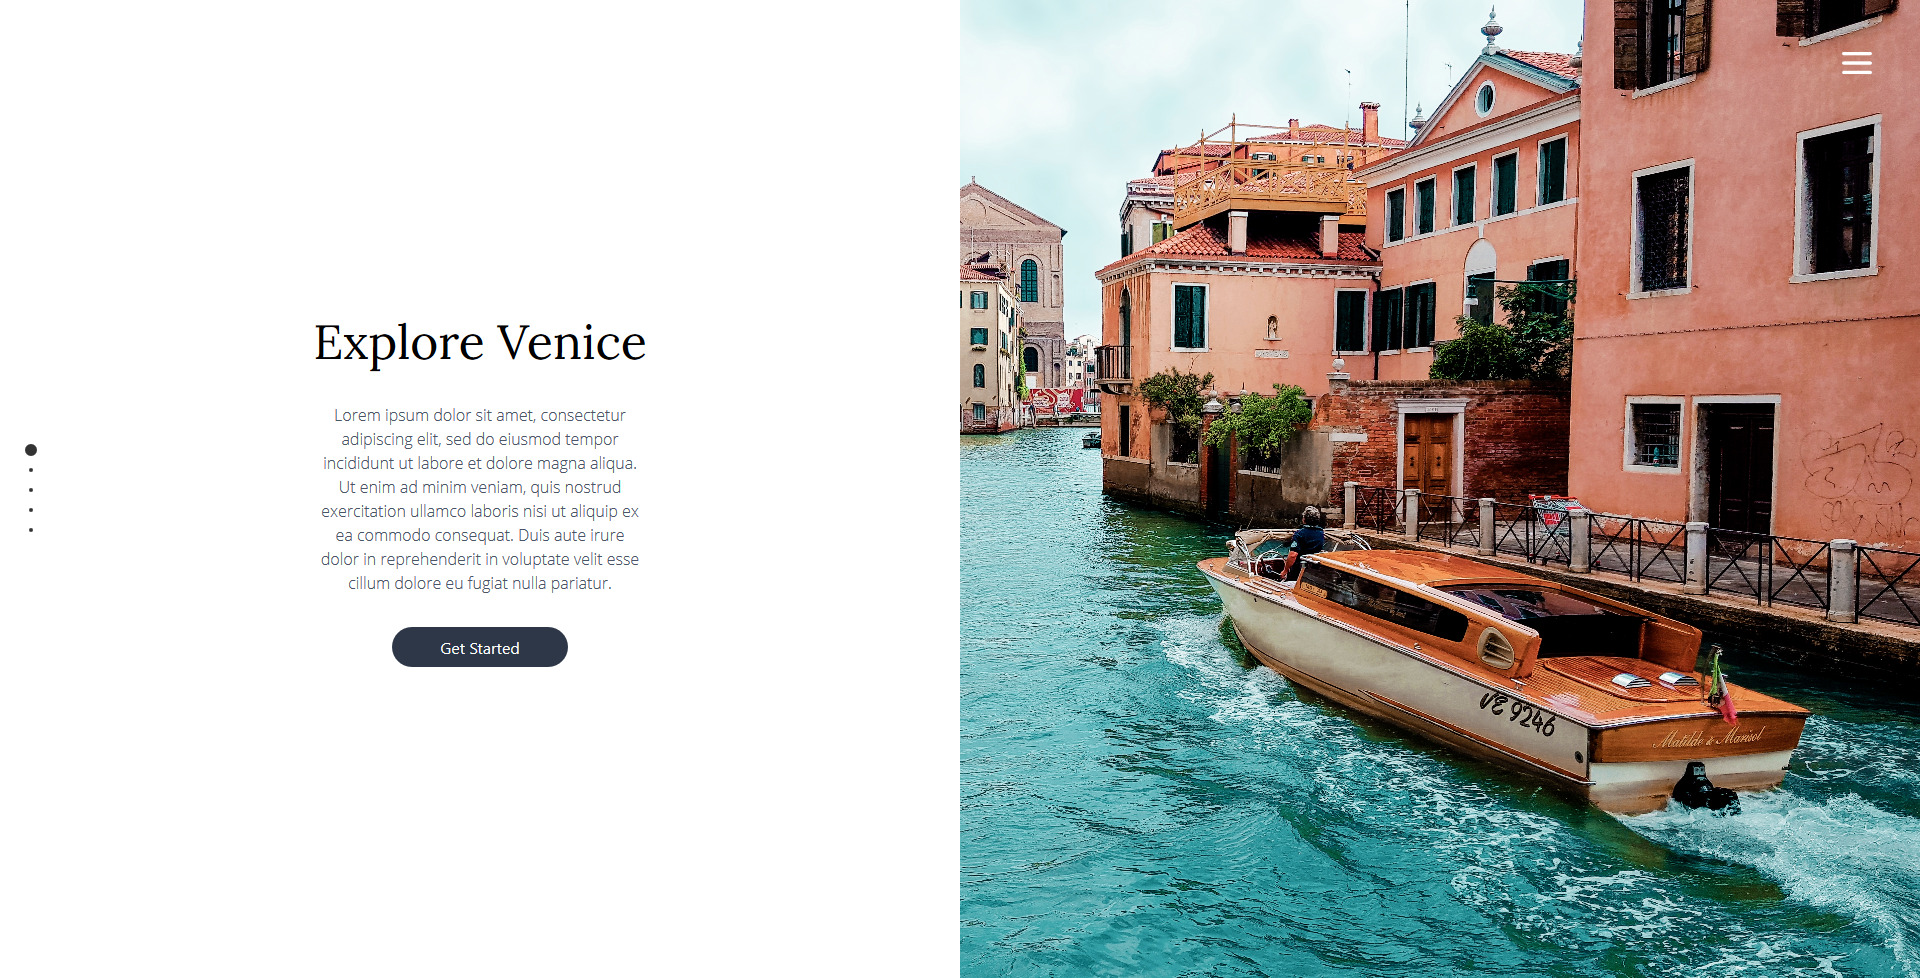 Explore Venice
Lorem ipsum dolor sit amet, consectetur
adipiscing elit, sed do eiusmod tempor
incididunt ut labore et dolore magna aliqua.
Ut enim ad minim veniam, quis nostrud
exercitation ullamco laboris nisi ut aliquip ex
ea commodo consequat. Duis aute irure
dolor in reprehenderit in voluptate velit esse
cillum dolore eu fugiat nulla pariatur.
Get Started
VE 9246
Matilde & Marisol